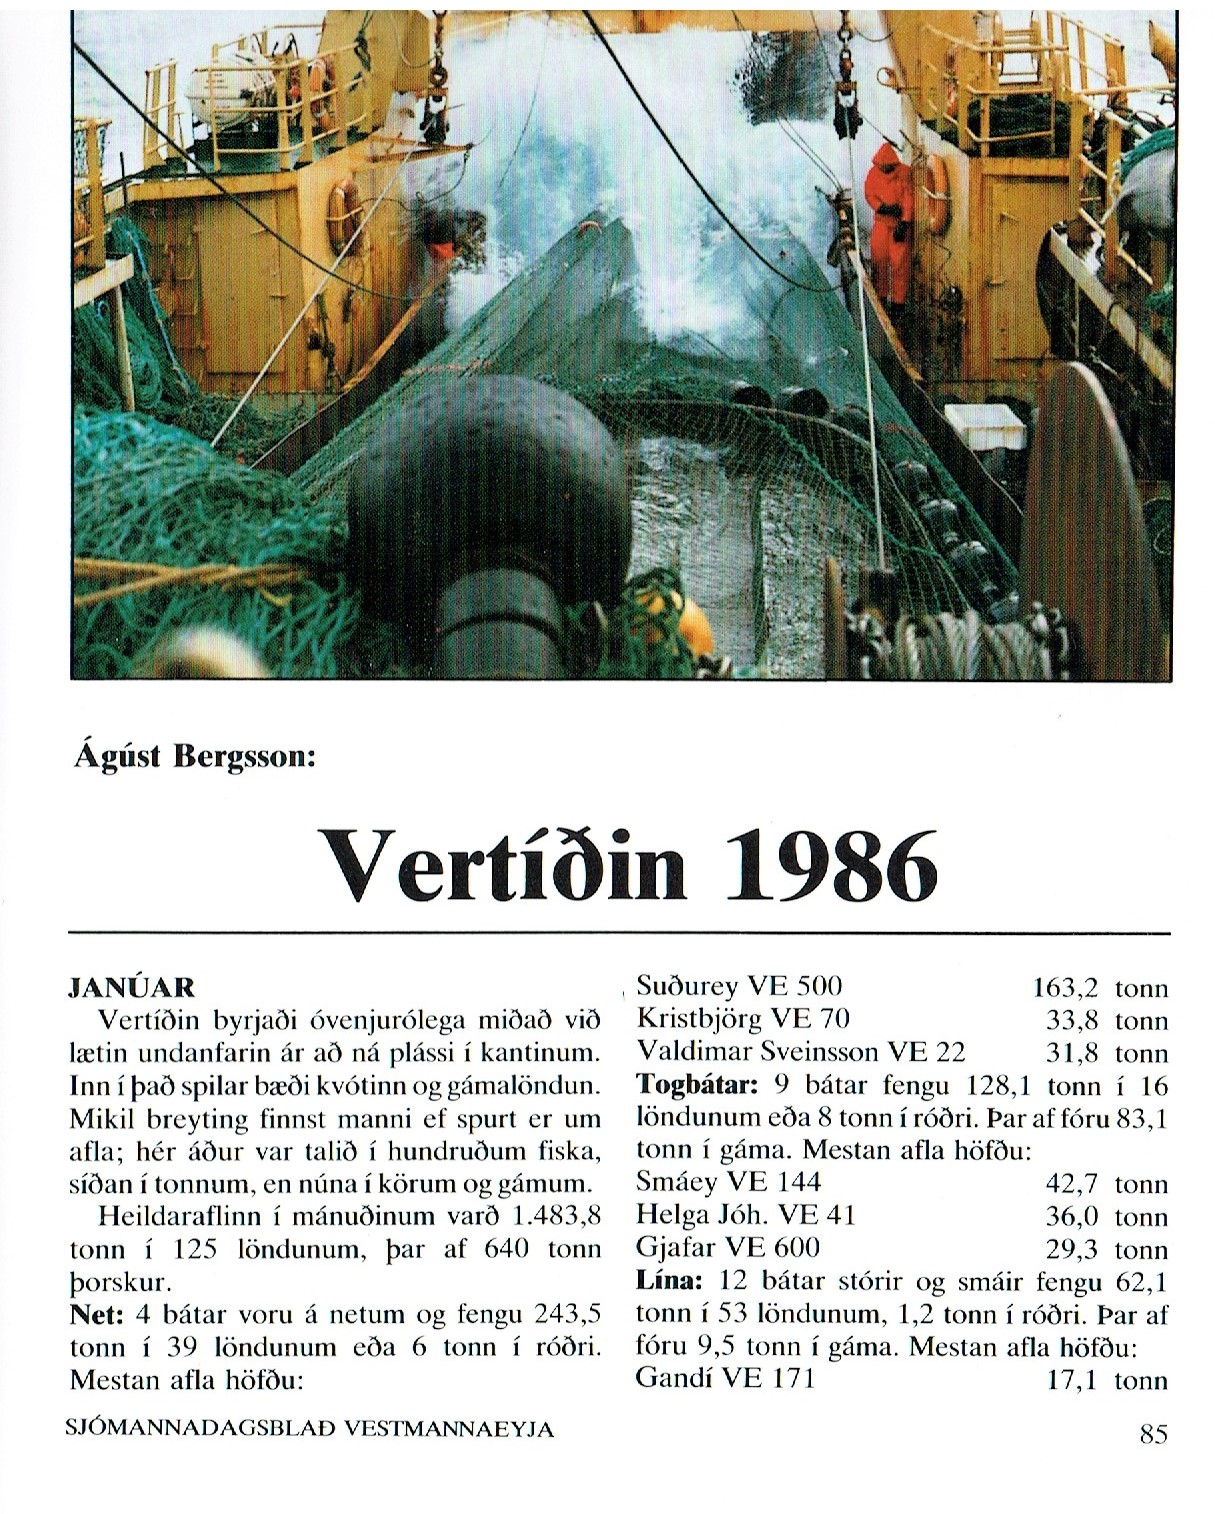 Ágúst Bergsson:
Vertíðin 1986
JANÚAR
Vertíðin byrjaði óvenjurólega miðað við
lætin undanfarin ár að ná plássi í kantinum.
Inn í það spilar bæði kvótinn og gámalöndun.
Mikil breyting finnst manni ef spurt er um
afla; hér áður var talið í hundruðum fiska,
síðan í tonnum, en núna í körum og gámum.
Heildaraflinn í mánuðinum varð 1.483,8
tonn í 125 löndunum, þar af 640 tonn
þorskur.
Net: 4 bátar voru á netum og fengu 243,5
tonn í 39 löndunum eða 6 tonn í róðri.
Mestan afla höfðu:
Suðurey VE 500 163,2 tonn
Kristbjörg VE 70 33,8 tonn
Valdimar Sveinsson VE 22 31,8 tonn
Togbátar: 9 bátar fengu 128,1 tonn í 16
löndunum eða 8 tonn í róðri. Þar af fóru 83,1
tonn í gáma. Mestan afla höfðu:
Smáey VE 144 42,7 tonn
Helga Jóh. VE 41 36,0 tonn
Gjafar VE 600 29,3 tonn
Lína: 12 bátar stórir og smáir fengu 62,1
tonn í 53 löndunum, 1,2 tonn í róðri. Þar af
fóru 9,5 tonn í gáma. Mestan afla höfðu:
Gandí VE 171 17,1 tonn
SJÓMANNADAGSBLAÐ VESTMANNAEYJA
85